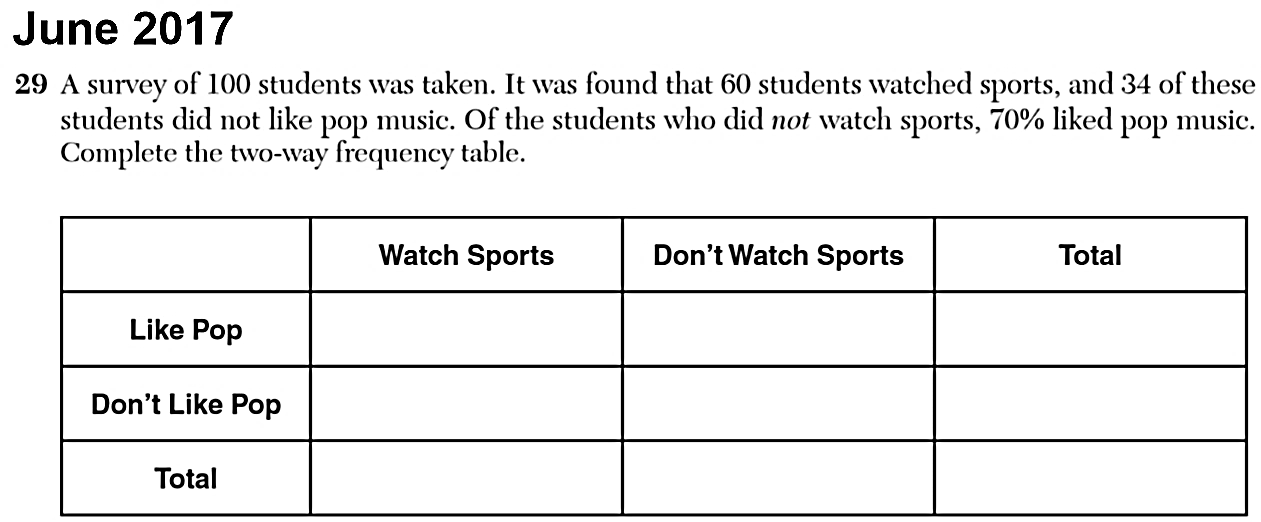 June 2017
29 A survey of 100 students was taken. It was found that 60 students watched sports, and 34 of these
students did not like pop music. Of the students who did not watch sports, 70% liked pop music.
Complete the two-way frequency table.
Watch Sports Don't Watch Sports Total
Like Pop
Don't Like Pop
Total